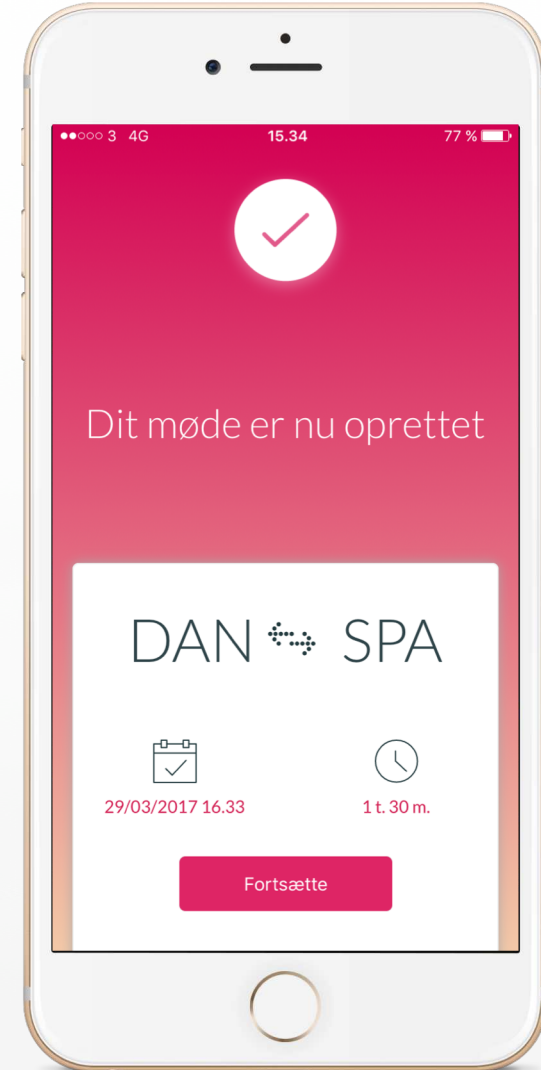 3 4G 15.34 77 %
Dit møde er nu oprettet
DAN SPA
29/03/2017 16.33 1 t. 30 m.
Fortsætte